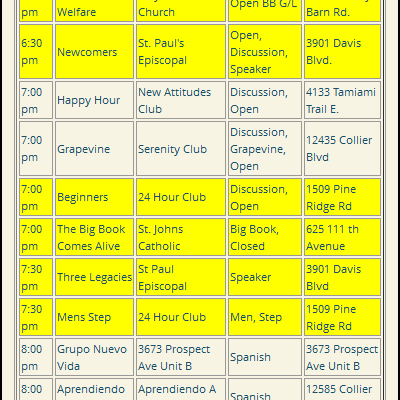 pm Welfare Church Open BB G/L Barn Rd.
6:30 pm Newcomers St. Paul's Episcopal Open, Discussion, Speaker 3901 Davis Blvd.
7:00 pm Happy Hour New Attitudes Club Discussion, Open 4133 Tamiami Trail E.
7:00 pm Grapevine Serenity Club Discussion, Grapevine, Open 12435 Collier Blvd
7:00 pm Beginners 24 Hour Club Discussion, Open 1509 Pine Ridge Rd
7:00 pm The Big Book Comes Alive St. Johns Catholic Big Book, Closed 625 111 th Avenue
7:30 pm Three Legacies St Paul Episcopal Speaker 3901 Davis Blvd
7:30 pm Mens Step 24 Hour Club Men, Step 1509 Pine Ridge Rd
8:00 pm Grupo Nuevo Vida 3673 Prospect Ave Unit B Spanish 3673 Prospect Ave Unit B
8:00 Aprendiendo Aprendiendo A Spanish 12585 Collier